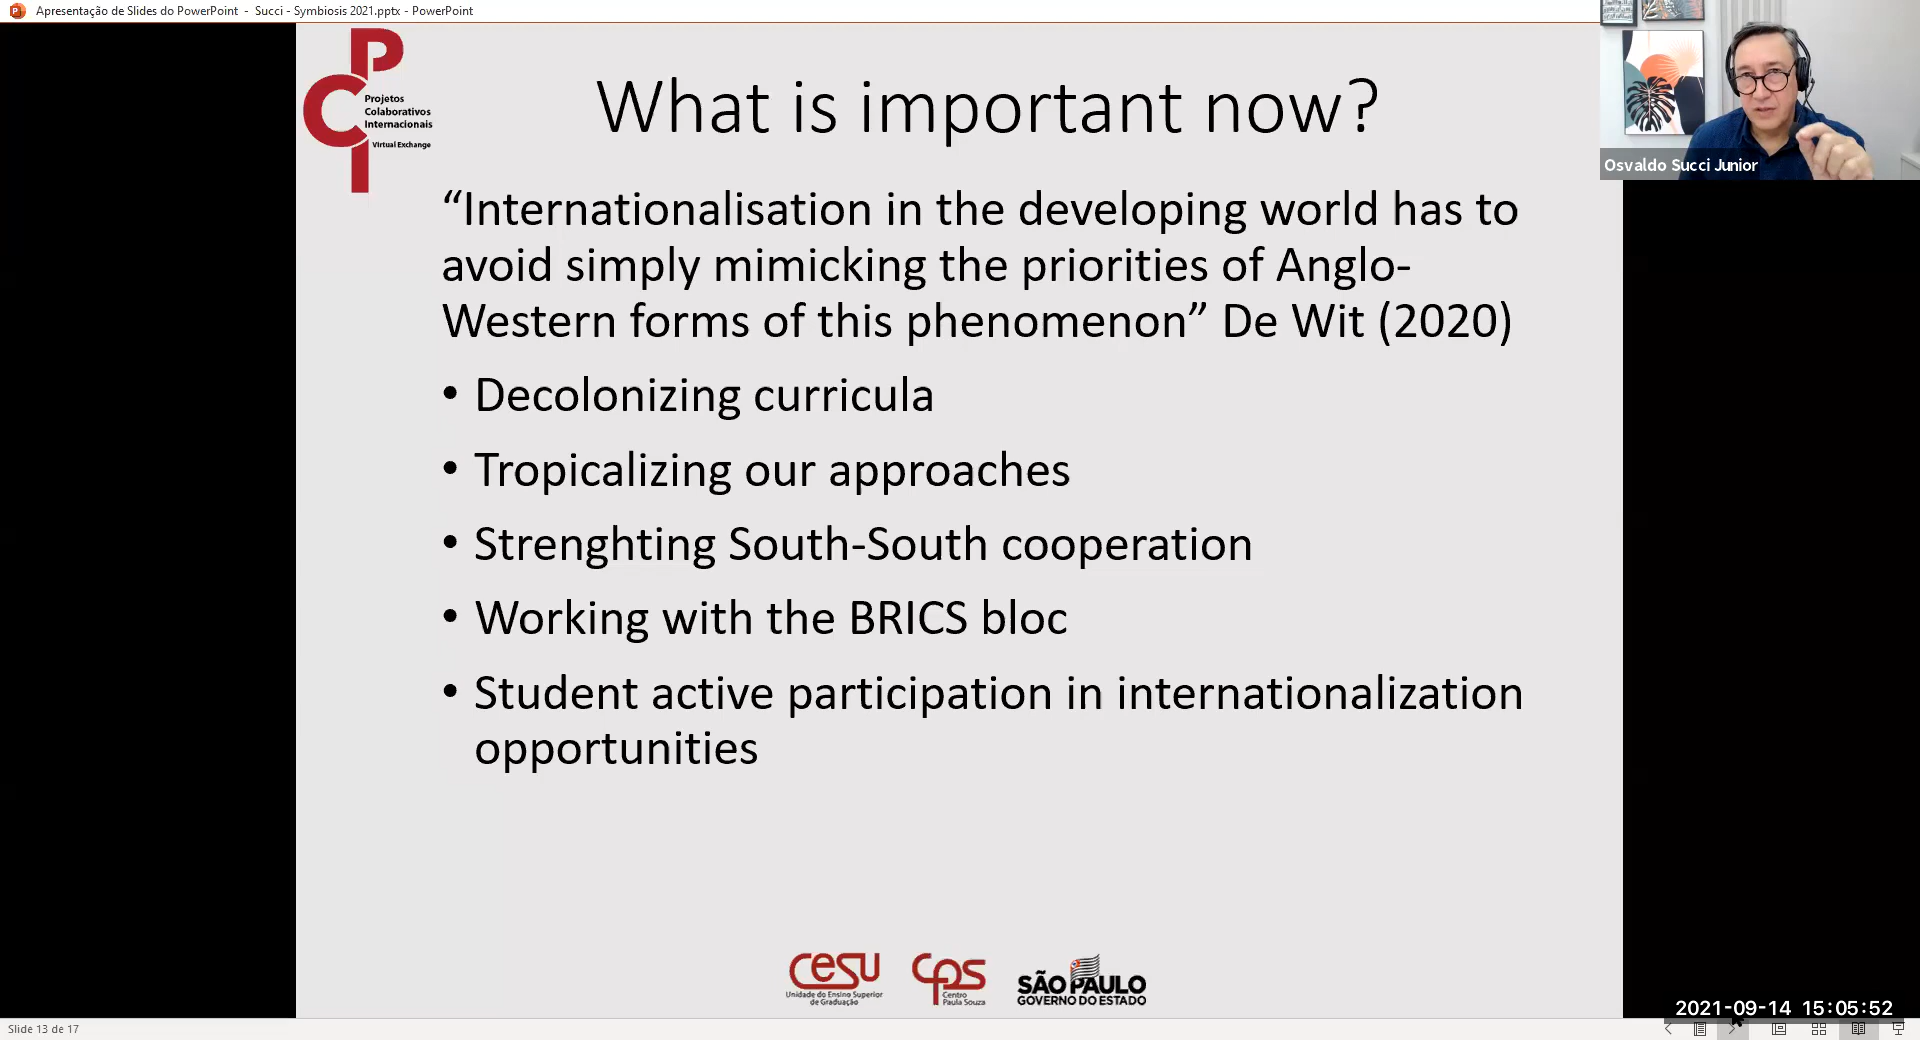 Apresentação de Slides do PowerPoint - Succi - Symbiosis 2021.pptx - PowerPoint
PCI
Projetos
Colaborativos
Internacionais
Virtual Exchange
What is important now?
Osvaldo Succi Junior
“Internationalisation in the developing world has to
avoid simply mimicking the priorities of Anglo-
Western forms of this phenomenon” De Wit (2020)
• Decolonizing curricula
• Tropicalizing our approaches
• Strenghting South-South cooperation
• Working with the BRICS bloc
• Student active participation in internationalization
opportunities
cesu
Unidade do Ensino Superior
de Graduação
cps
Centro
Paula Souza
SÃO PAULO
GOVERNO DO ESTADO
2021-09-14 15:05:52
Slide 13 de 17